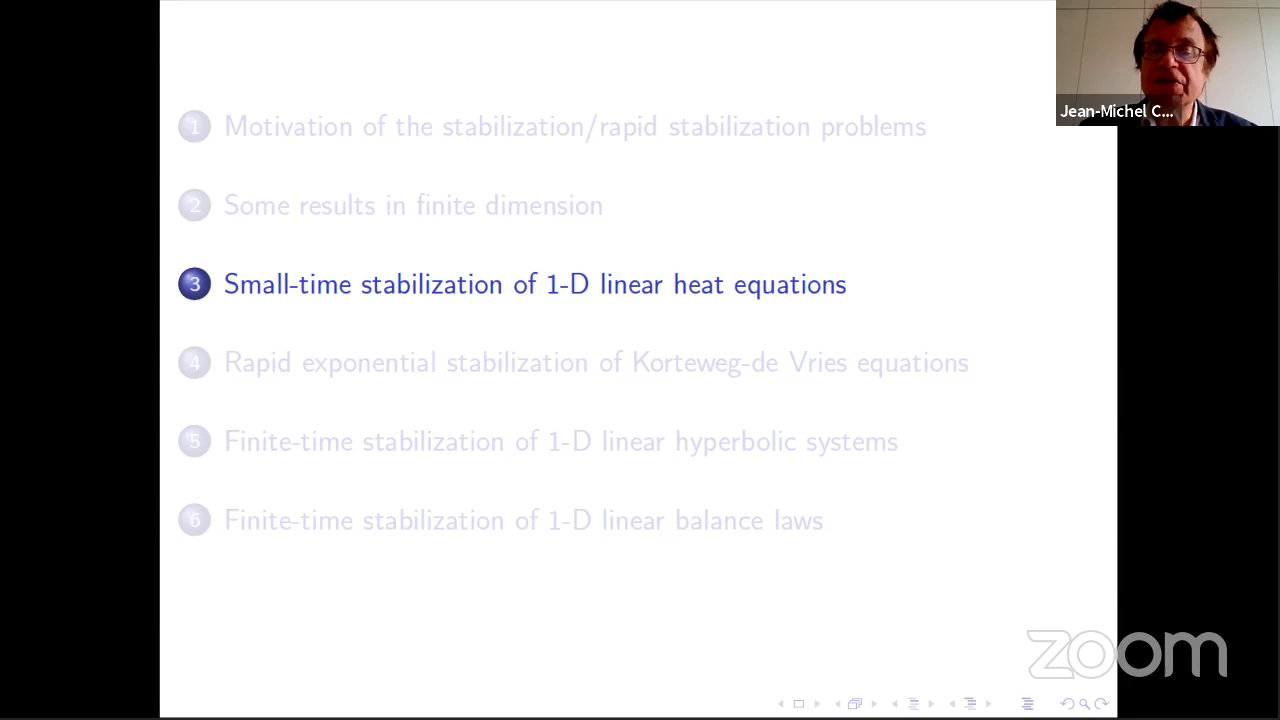 Jean-Michel C...
1 Motivation of the stabilization/rapid stabilization problems
2 Some results in finite dimension
3 Small-time stabilization of 1-D linear heat equations
4 Rapid exponential stabilization of Korteweg-de Vries equations
5 Finite-time stabilization of 1-D linear hyperbolic systems
6 Finite-time stabilization of 1-D linear balance laws
zoom